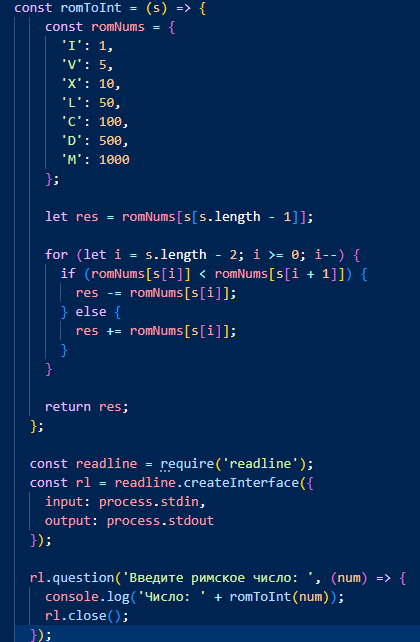 const romToInt = (s) => {
    const romNums = {
      'I': 1,
      'V': 5,
      'X': 10,
      'L': 50,
      'C': 100,
      'D': 500,
      'M': 1000
    };

    let res = romNums[s[s.length - 1]];

    for (let i = s.length - 2; i >= 0; i--) {
      if (romNums[s[i]] < romNums[s[i + 1]]) {
        res -= romNums[s[i]];
      } else {
        res += romNums[s[i]];
      }
    }

    return res;
  };

  const readline = require('readline');
  const rl = readline.createInterface({
    input: process.stdin,
    output: process.stdout
  });

  rl.question('Введите римское число: ', (num) => {
    console.log('Число: ' + romToInt(num));
    rl.close();
  });